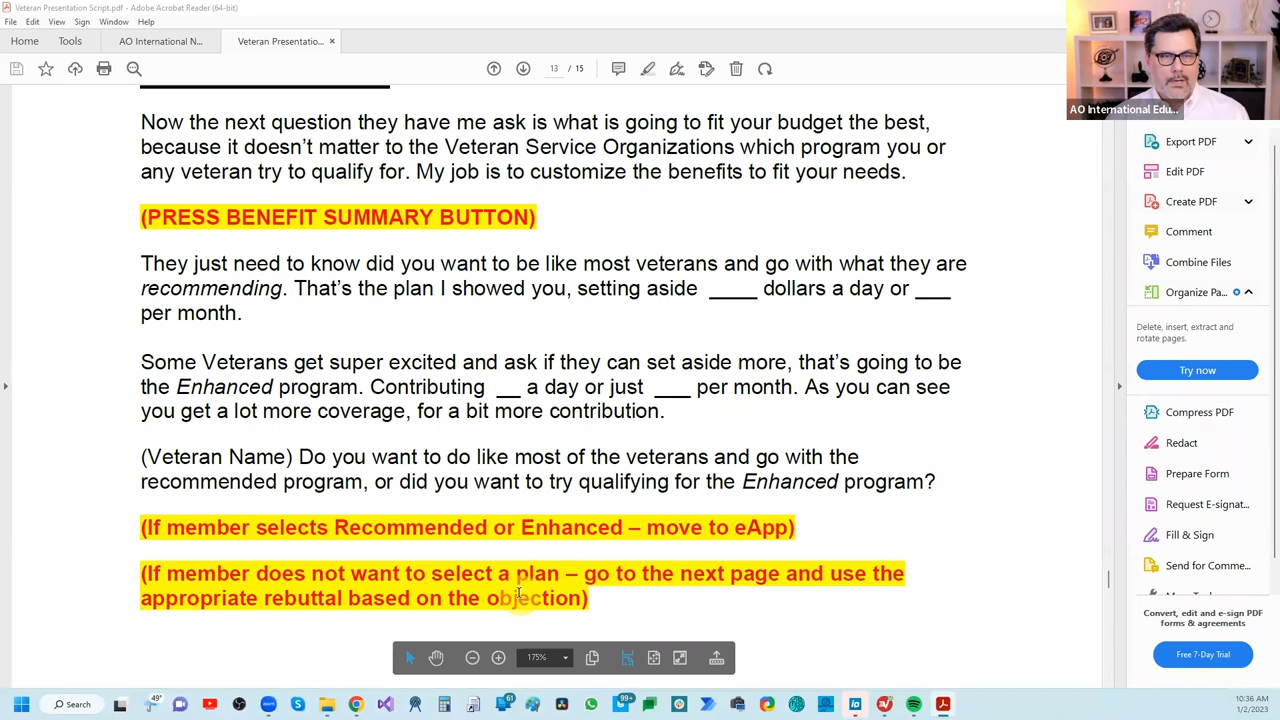 Veteran Presentation Script.pdf - Adobe Acrobat Reader (64-bit)
File Edit View Sign Window Help
Home Tools AO International N... Veteran Presentatio... ×
13 / 15
AO International Edu...
Now the next question they have me ask is what is going to fit your budget the best,
because it doesn't matter to the Veteran Service Organizations which program you or
any veteran try to qualify for. My job is to customize the benefits to fit your needs.
(PRESS BENEFIT SUMMARY BUTTON)
They just need to know did you want to be like most veterans and go with what they are
recommending. That's the plan I showed you, setting aside ____ dollars a day or ___
per month.
Some Veterans get super excited and ask if they can set aside more, that's going to be
the Enhanced program. Contributing __ a day or just ___ per month. As you can see
you get a lot more coverage, for a bit more contribution.
(Veteran Name) Do you want to do like most of the veterans and go with the
recommended program, or did you want to try qualifying for the Enhanced program?
(If member selects Recommended or Enhanced – move to eApp)
(If member does not want to select a plan – go to the next page and use the
appropriate rebuttal based on the objection)
175%
Export PDF
Edit PDF
Create PDF
Comment
Combine Files
Organize Pa...
Delete, insert, extract and
rotate pages.
Try now
Compress PDF
Redact
Prepare Form
Request E-signat...
Fill & Sign
Send for Comme...
Convert, edit and e-sign PDF
forms & agreements
Free 7-Day Trial
Search
49°
61
99+
10:36 AM
1/2/2023